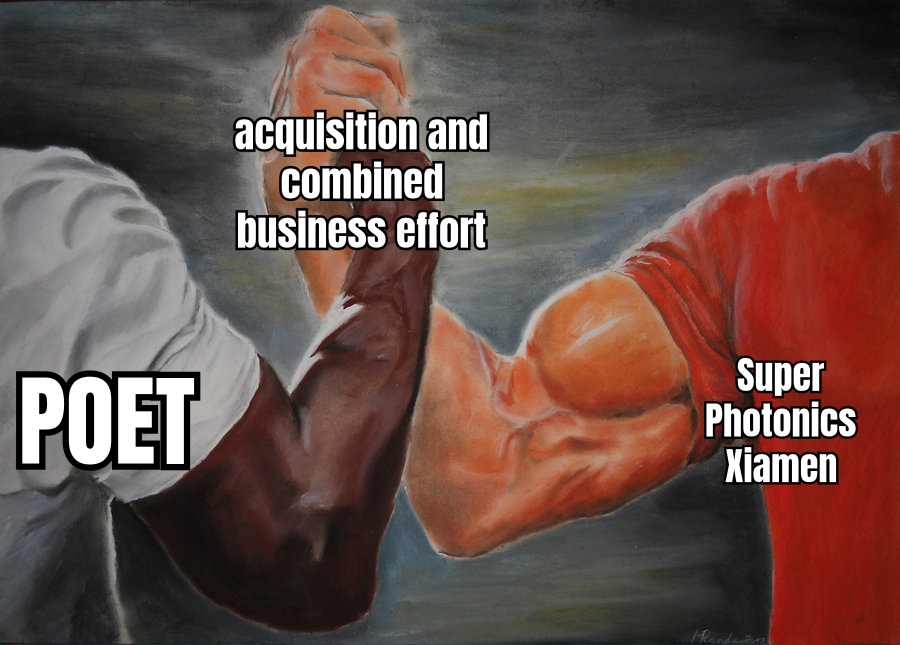 acquisition and
combined
business effort
POET
Super
Photonics
Xiamen